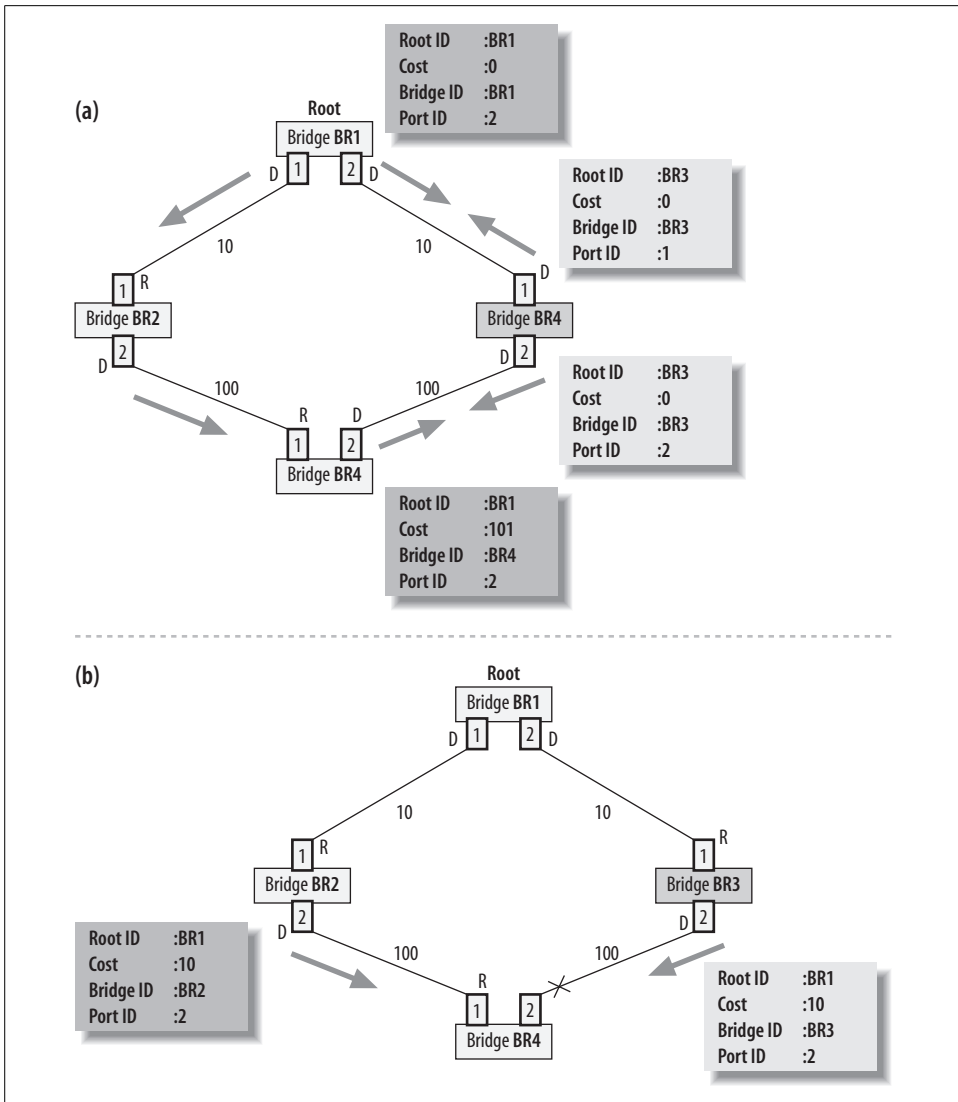 Root ID :BR1
Cost :0
Bridge ID :BR1
Port ID :2
(a)
Root
Bridge BR1
D 1 2 D
Root ID :BR3
Cost :0
Bridge ID :BR3
Port ID :1
10 10
1 R
D
1
Bridge BR2
Bridge BR4
D 2
D 2
Root ID :BR3
Cost :0
Bridge ID :BR3
Port ID :2
100 100
R D
1 2
Bridge BR4
Root ID :BR1
Cost :101
Bridge ID :BR4
Port ID :2
(b)
Root
Bridge BR1
D 1 2 D
10 10
1 R
1 R
Bridge BR2
Bridge BR3
D 2
D 2
Root ID :BR1
Cost :10
Bridge ID :BR2
Port ID :2
100 100
R
1 2
Bridge BR4
Root ID :BR1
Cost :10
Bridge ID :BR3
Port ID :2